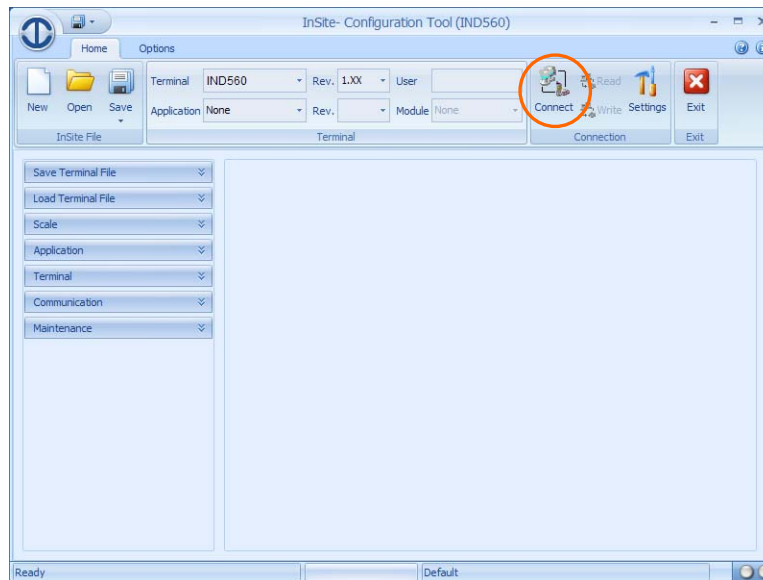 InSite- Configuration Tool (IND560)
Home Options
Terminal IND560 Rev. 1.XX User
Application None Rev. Module None
New Open Save
Connect Read Write Settings Exit
InSite File Terminal Connection Exit
Save Terminal File
Load Terminal File
Scale
Application
Terminal
Communication
Maintenance
Ready Default